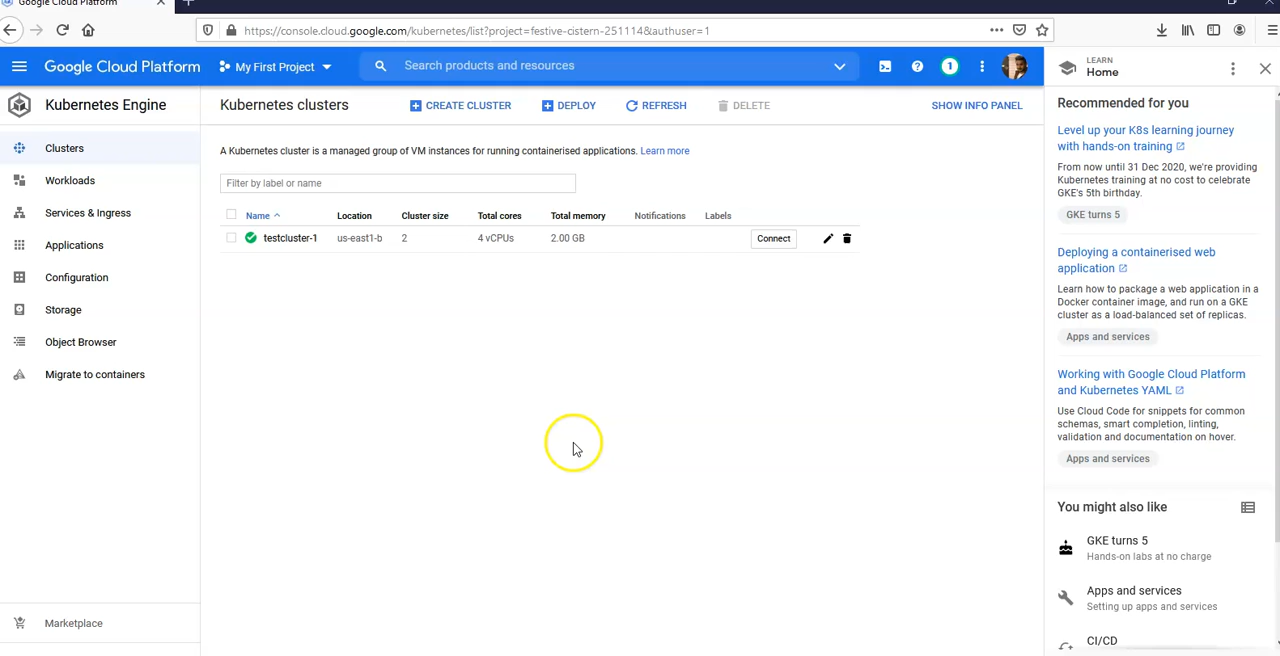 Google Cloud Platform
https://console.cloud.google.com/kubernetes/list?project=festive-cistern-251114&authuser=1
Google Cloud Platform
My First Project
Search products and resources
1
LEARN
Home
Kubernetes Engine
Clusters
Workloads
Services & Ingress
Applications
Configuration
Storage
Object Browser
Migrate to containers
Marketplace
Kubernetes clusters
CREATE CLUSTER
DEPLOY
REFRESH
DELETE
SHOW INFO PANEL
A Kubernetes cluster is a managed group of VM instances for running containerised applications. Learn more
Filter by label or name
Name Location Cluster size Total cores Total memory Notifications Labels
testcluster-1 us-east1-b 2 4 vCPUs 2.00 GB Connect
Recommended for you
Level up your K8s learning journey
with hands-on training
From now until 31 Dec 2020, we're providing
Kubernetes training at no cost to celebrate
GKE's 5th birthday.
GKE turns 5
Deploying a containerised web
application
Learn how to package a web application in a
Docker container image, and run on a GKE
cluster as a load-balanced set of replicas.
Apps and services
Working with Google Cloud Platform
and Kubernetes YAML
Use Cloud Code for snippets for common
schemas, smart completion, linting,
validation and documentation on hover.
Apps and services
You might also like
GKE turns 5
Hands-on labs at no charge
Apps and services
Setting up apps and services
CI/CD